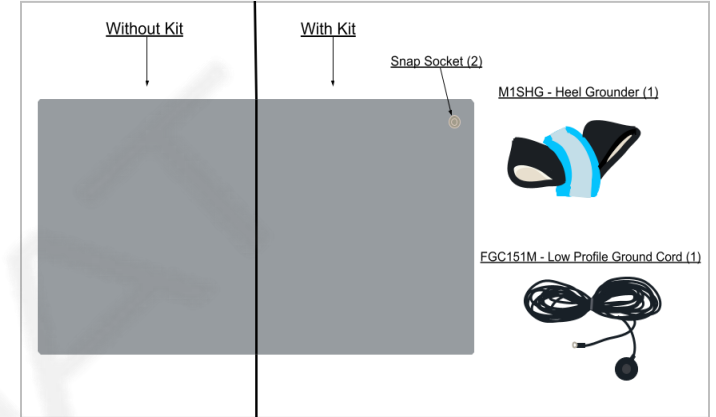 Without Kit
With Kit
Snap Socket (2)
M1SHG - Heel Grounder (1)
FGC151M - Low Profile Ground Cord (1)